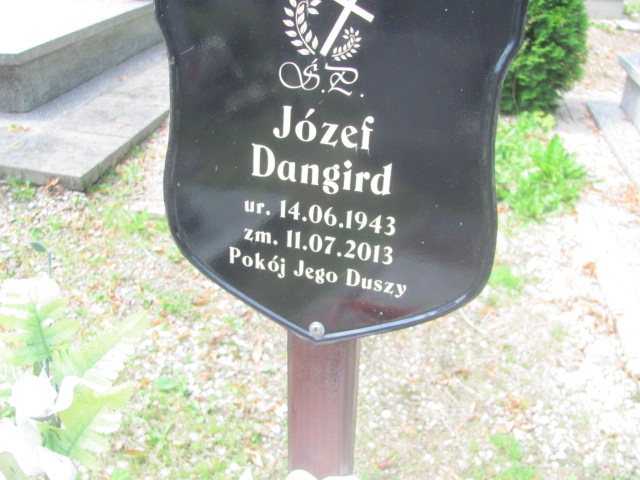 Ś.P.
Józef
Dangird
ur. 14.06.1943
zm. 11.07.2013
Pokój Jego Duszy